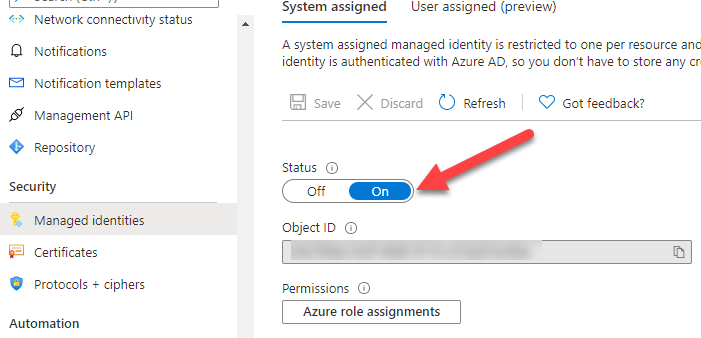 System assigned
User assigned (preview)
Network connectivity status
Notifications
Notification templates
Management API
Repository
Security
Managed identities
Certificates
Protocols + ciphers
Automation
A system assigned managed identity is restricted to one per resource and
identity is authenticated with Azure AD, so you don't have to store any
Save
Discard
Refresh
Got feedback?
Status
Off
On
Object ID
Permissions
Azure role assignments